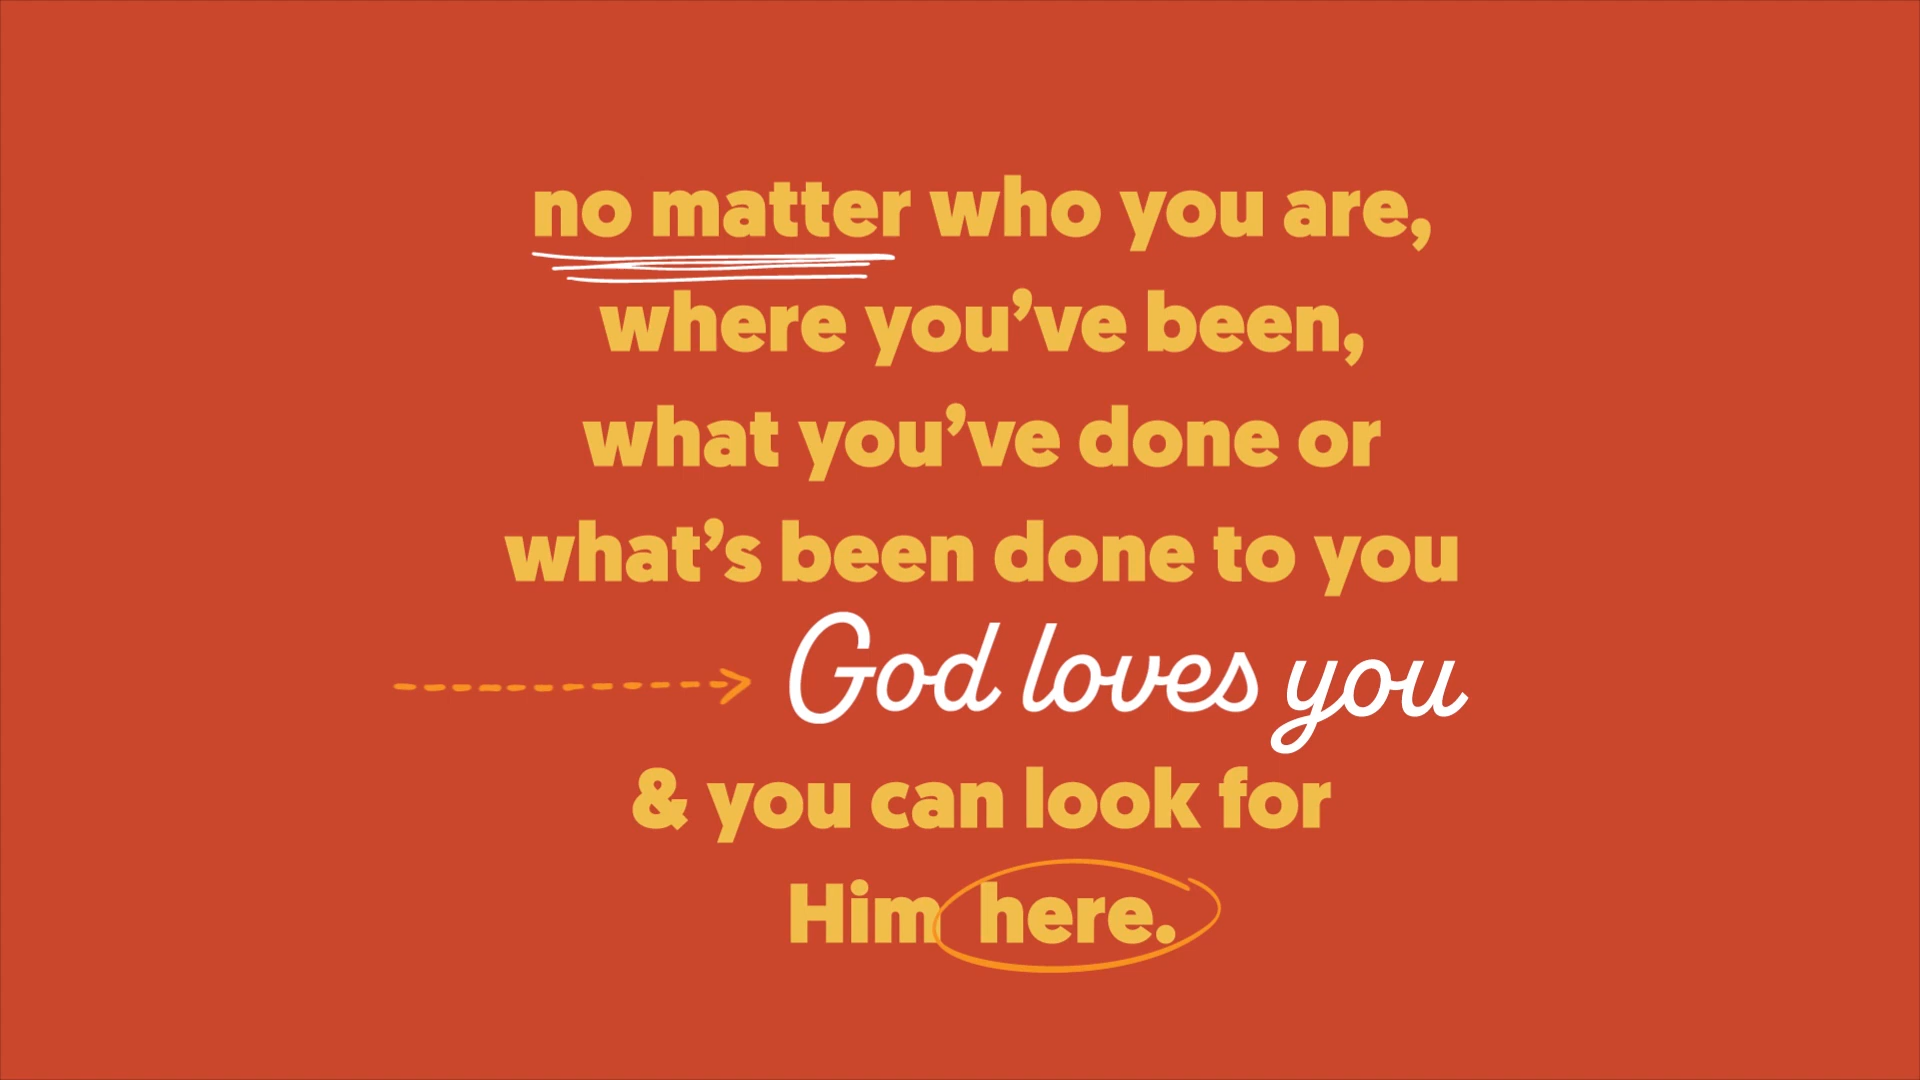 no matter who you are,
where you’ve been,
what you’ve done or
what’s been done to you
God loves you
& you can look for
Him here.